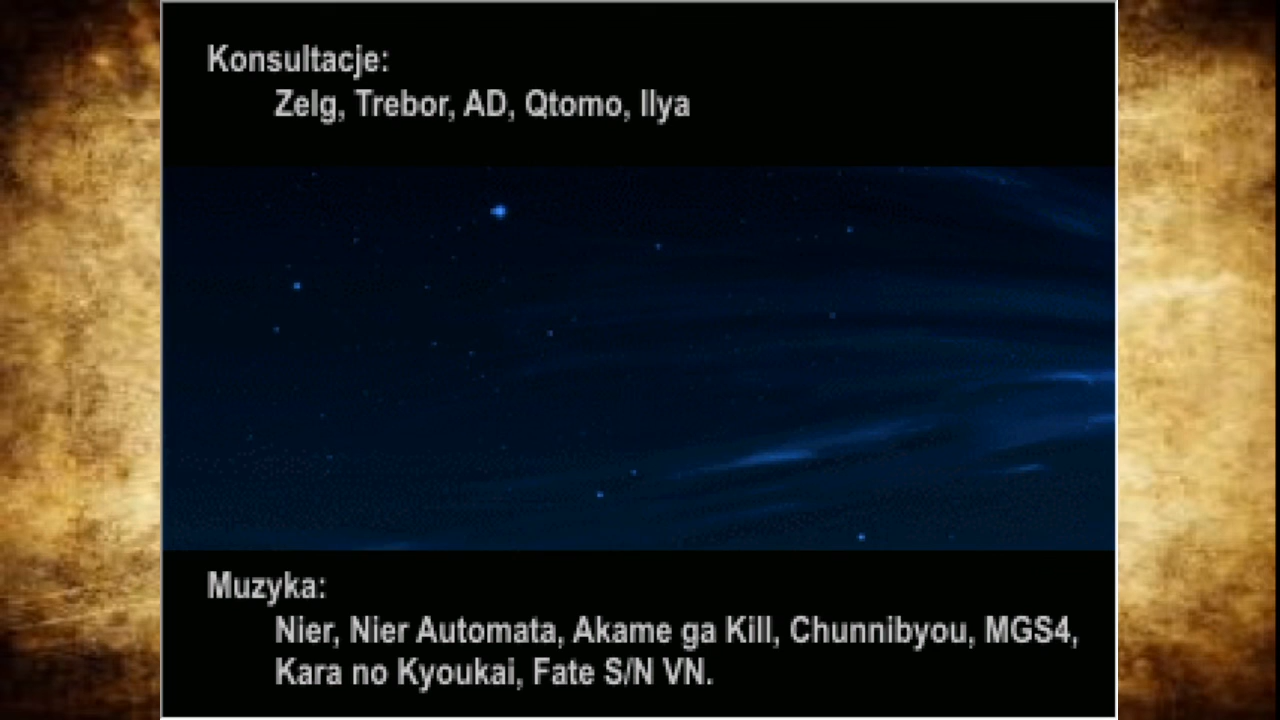 Konsultacje:
Zelg, Trebor, AD, Qtomo, Ilya
Muzyka:
Nier, Nier Automata, Akame ga Kill, Chunnibyou, MGS4,
Kara no Kyoukai, Fate S/N VN.